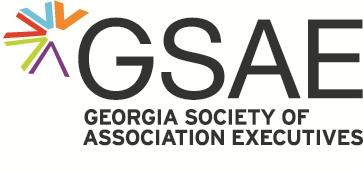 GSAE
GEORGIA SOCIETY OF
ASSOCIATION EXECUTIVES